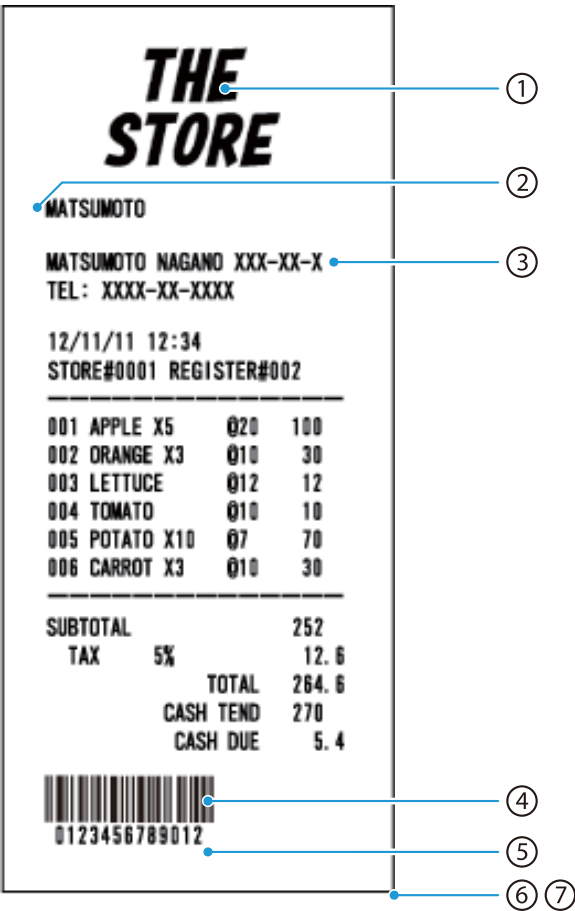 THE
STORE
①
②
MATSUMOTO
MATSUMOTO NAGANO XXX-XX-X
③
TEL: XXXX-XX-XXXX
12/11/11 12:34
STORE#0001 REGISTER#002
001 APPLE X5 @20 100
002 ORANGE X3 @10 30
003 LETTUCE @12 12
004 TOMATO @10 10
005 POTATO X10 @7 70
006 CARROT X3 @10 30
SUBTOTAL 252
TAX 5% 12.6
TOTAL 264.6
CASH TEND 270
CASH DUE 5.4
④
0123456789012
⑤
⑥ ⑦